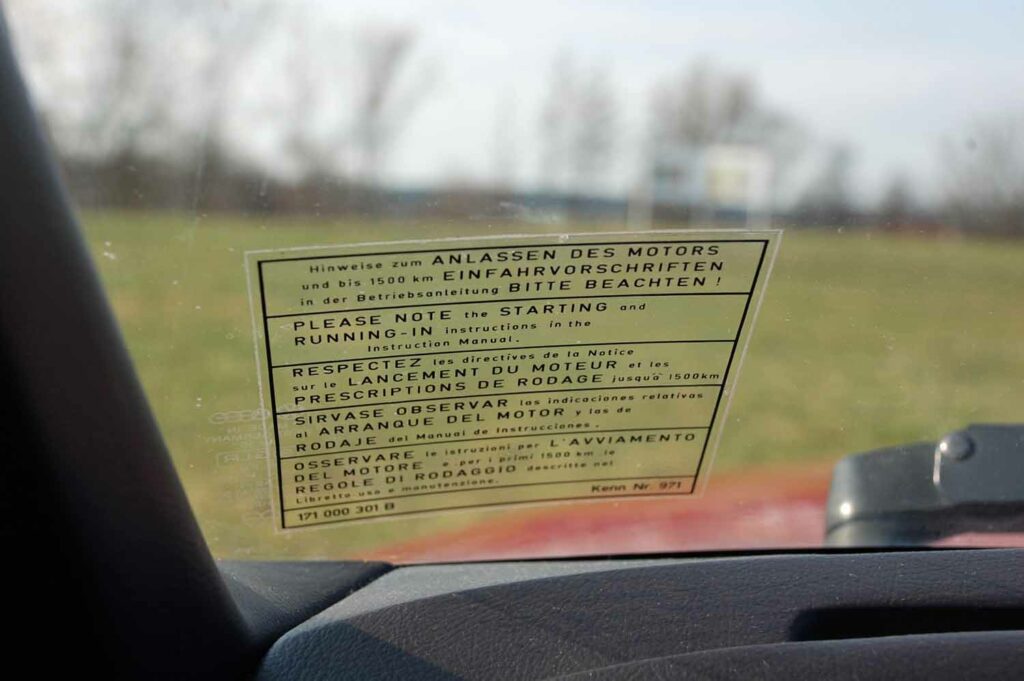 Hinweise zum ANLASSEN DES MOTORS
und bis 1500 km EINFAHRVORSCHRIFTEN
in der Betriebsanleitung BITTE BEACHTEN !
PLEASE NOTE the STARTING and
RUNNING-IN instructions in the
Instruction Manual.
RESPECTEZ les directives de la Notice
sur le LANCEMENT DU MOTEUR et les
PRESCRIPTIONS DE RODAGE jusqu'à 1500km
SIRVASE OBSERVAR las indicaciones relativas
al ARRANQUE DEL MOTOR y las de
RODAJE del Manual de Instrucciones.
OSSERVARE le istruzioni per L'AVVIAMENTO
DEL MOTORE e per i primi 1500 km le
REGOLE DI RODAGGIO descritte nel
Libretto uso e manutenzione.
171 000 301 B Kenn Nr. 971